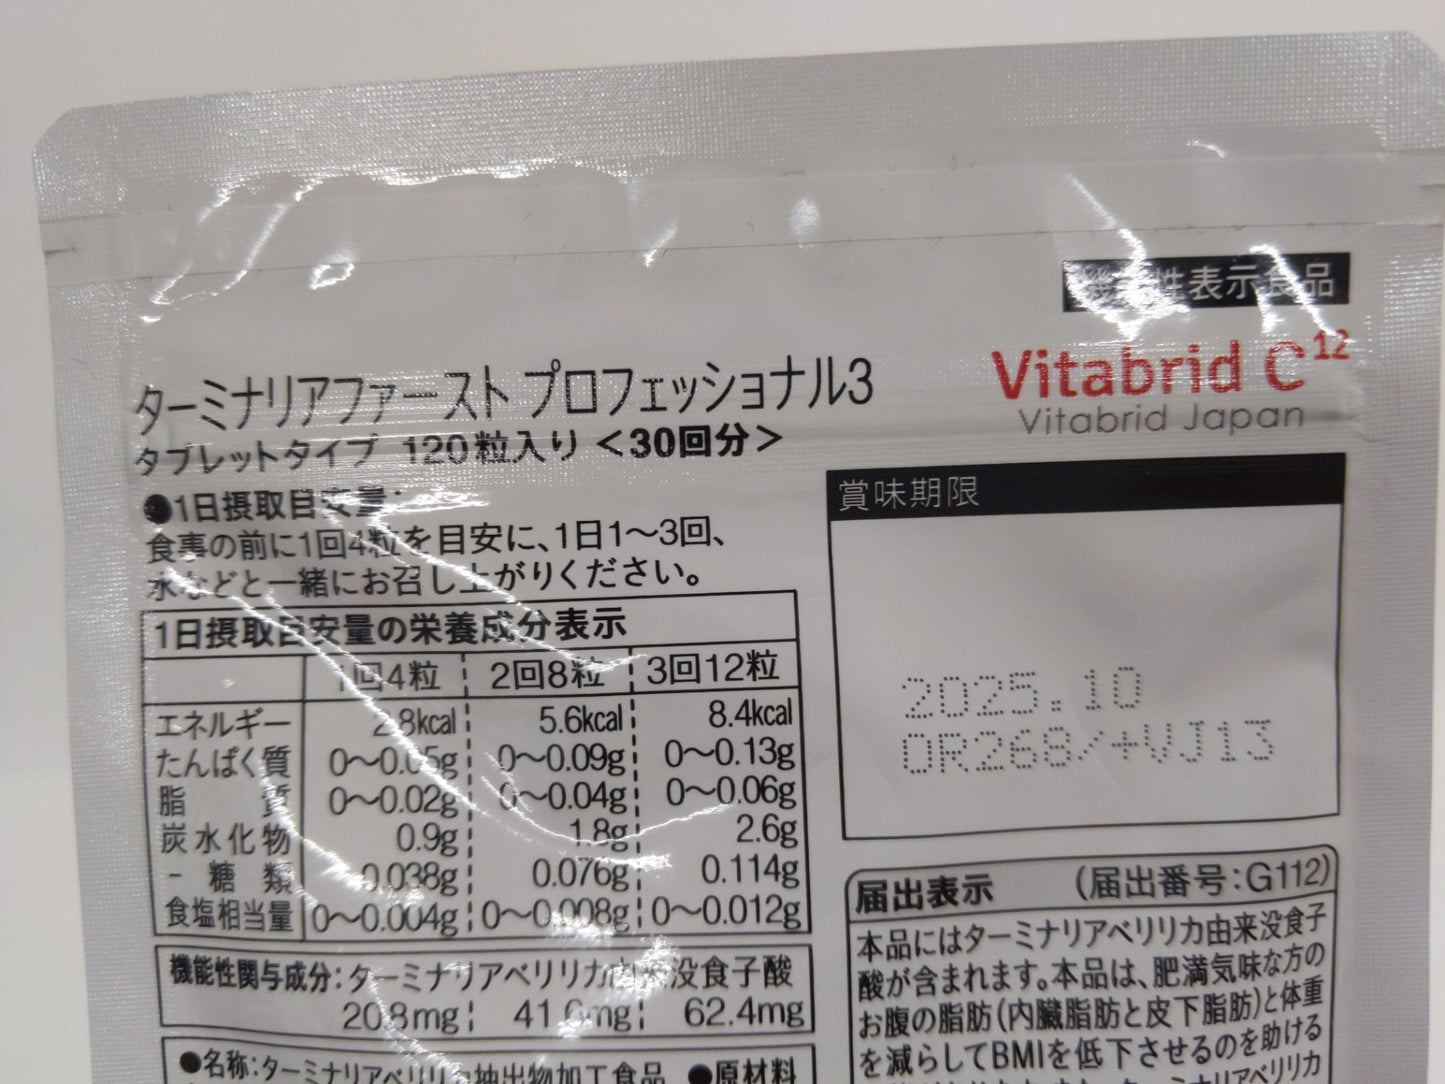 機能性表示食品
Vitabrid C¹²
Vitabrid Japan
ターミナリアファースト プロフェッショナル3
タブレットタイプ 120粒入り＜30回分＞
●1日摂取目安量：
食事の前に1回4粒を目安に、1日1～3回、
水などと一緒にお召し上がりください。
1日摂取目安量の栄養成分表示
1回4粒 2回8粒 3回12粒
エネルギー 2.8kcal 5.6kcal 8.4kcal
たんぱく質 0～0.05g 0～0.09g 0～0.13g
脂質 0～0.02g 0～0.04g 0～0.06g
炭水化物 0.9g 1.8g 2.6g
- 糖類 0.038g 0.076g 0.114g
食塩相当量 0～0.004g 0～0.008g 0～0.012g
機能性関与成分：ターミナリアベリリカ由来没食子酸
20.8mg 41.6mg 62.4mg
●名称：ターミナリアベリリカ抽出物加工食品 ●原材料
賞味期限
2025.10
OR268/+VJ13
届出表示 （届出番号：G112）
本品にはターミナリアベリリカ由来没食子
酸が含まれます。本品は、肥満気味な方の
お腹の脂肪（内臓脂肪と皮下脂肪）と体重
を減らしてBMIを低下させるのを助ける
ターミナリアベリリカ